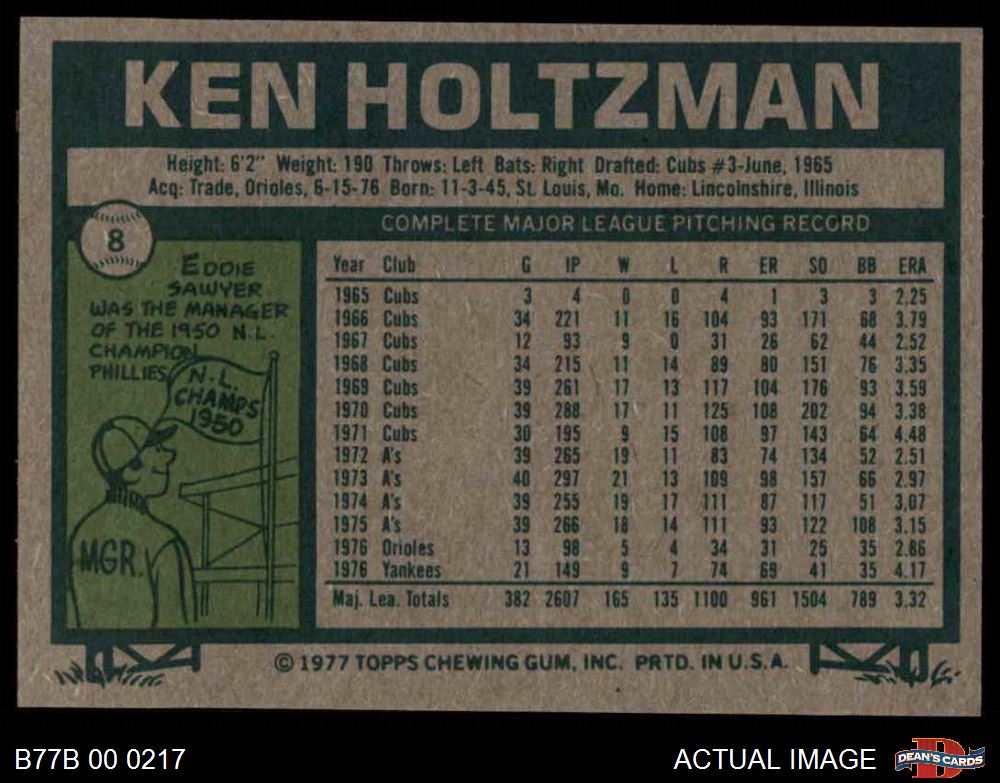 KEN HOLTZMAN
Height: 6'2" Weight: 190 Throws: Left Bats: Right Drafted: Cubs #3-June, 1965
Acq: Trade, Orioles, 6-15-76 Born: 11-3-45, St. Louis, Mo. Home: Lincolnshire, Illinois
8
EDDIE
SAWYER
WAS THE MANAGER
OF THE 1950 N.L.
CHAMPION
PHILLIES
N.L.
CHAMPS
1950
MGR.
COMPLETE MAJOR LEAGUE PITCHING RECORD
Year Club G IP W L R ER SO BB ERA
1965 Cubs 3 4 0 0 4 1 3 3 2.25
1966 Cubs 34 221 11 16 104 93 171 68 3.79
1967 Cubs 12 93 9 0 31 26 62 44 2.52
1968 Cubs 34 215 11 14 89 80 151 76 3.35
1969 Cubs 39 261 17 13 117 104 176 93 3.59
1970 Cubs 39 288 17 11 125 108 202 94 3.38
1971 Cubs 30 195 9 15 108 97 143 64 4.48
1972 A's 39 265 19 11 83 74 134 52 2.51
1973 A's 40 297 21 13 109 98 157 66 2.97
1974 A's 39 255 19 17 111 87 117 51 3.07
1975 A's 39 266 18 14 111 93 122 108 3.15
1976 Orioles 13 98 5 4 34 31 25 35 2.86
1976 Yankees 21 149 9 7 74 69 41 35 4.17
Maj. Lea. Totals 382 2607 165 135 1100 961 1504 789 3.32
© 1977 TOPPS CHEWING GUM, INC. PRTD. IN U.S.A.
B77B 00 0217
ACTUAL IMAGE
DEAN'S CARDS